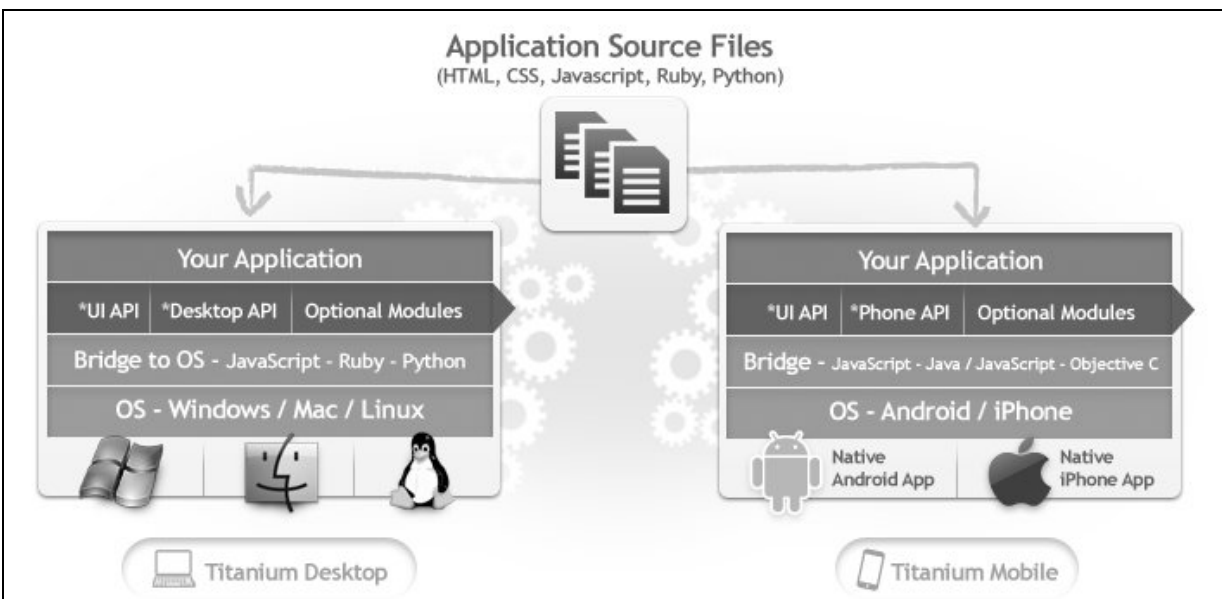 Application Source Files
(HTML, CSS, Javascript, Ruby, Python)
Your Application
*UI API *Desktop API Optional Modules
Bridge to OS - JavaScript - Ruby - Python
OS - Windows / Mac / Linux
Titanium Desktop
Your Application
*UI API *Phone API Optional Modules
Bridge - JavaScript - Java / JavaScript - Objective C
OS - Android / iPhone
Native
Android App
Native
iPhone App
Titanium Mobile